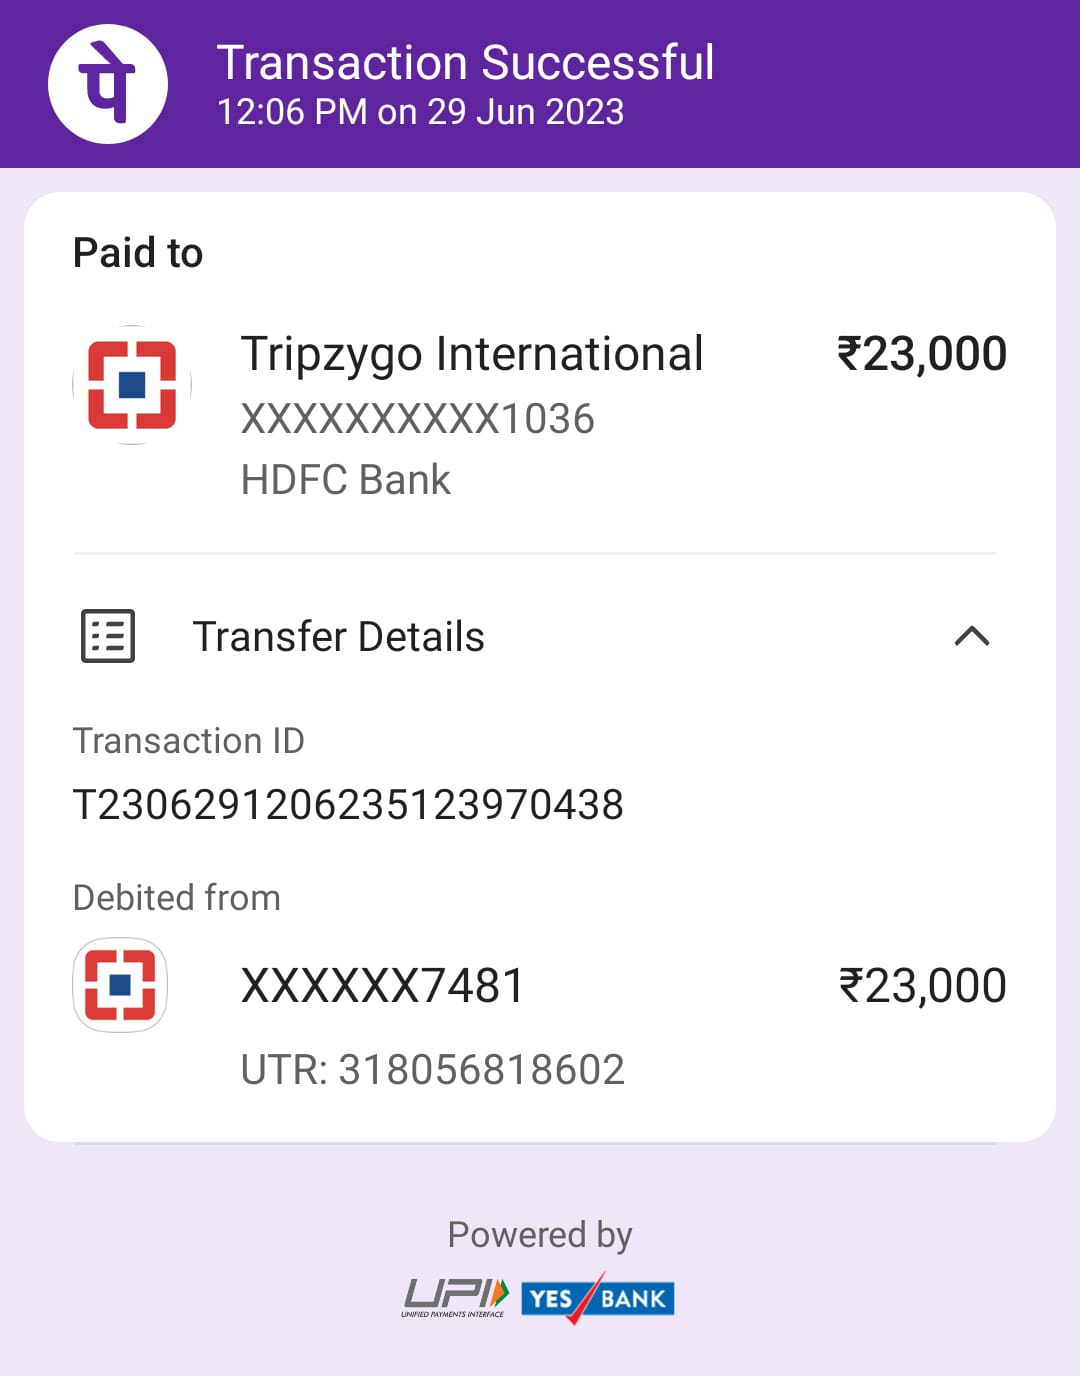 पे
Transaction Successful
12:06 PM on 29 Jun 2023
Paid to
Tripzygo International ₹23,000
XXXXXXXXXX1036
HDFC Bank
Transfer Details
Transaction ID
T2306291206235123970438
Debited from
XXXXXX7481 ₹23,000
UTR: 318056818602
Powered by
UPI
UNIFIED PAYMENTS INTERFACE
YES BANK